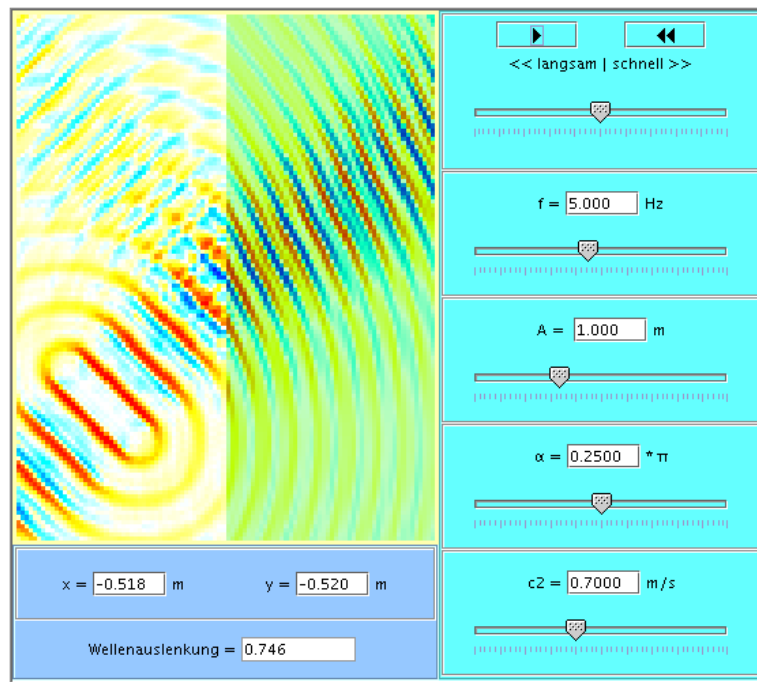 << langsam | schnell >>
f = 5.000 Hz
A = 1.000 m
α = 0.2500 * π
x = -0.518 m y = -0.520 m
c2 = 0.7000 m/s
Wellenauslenkung = 0.746